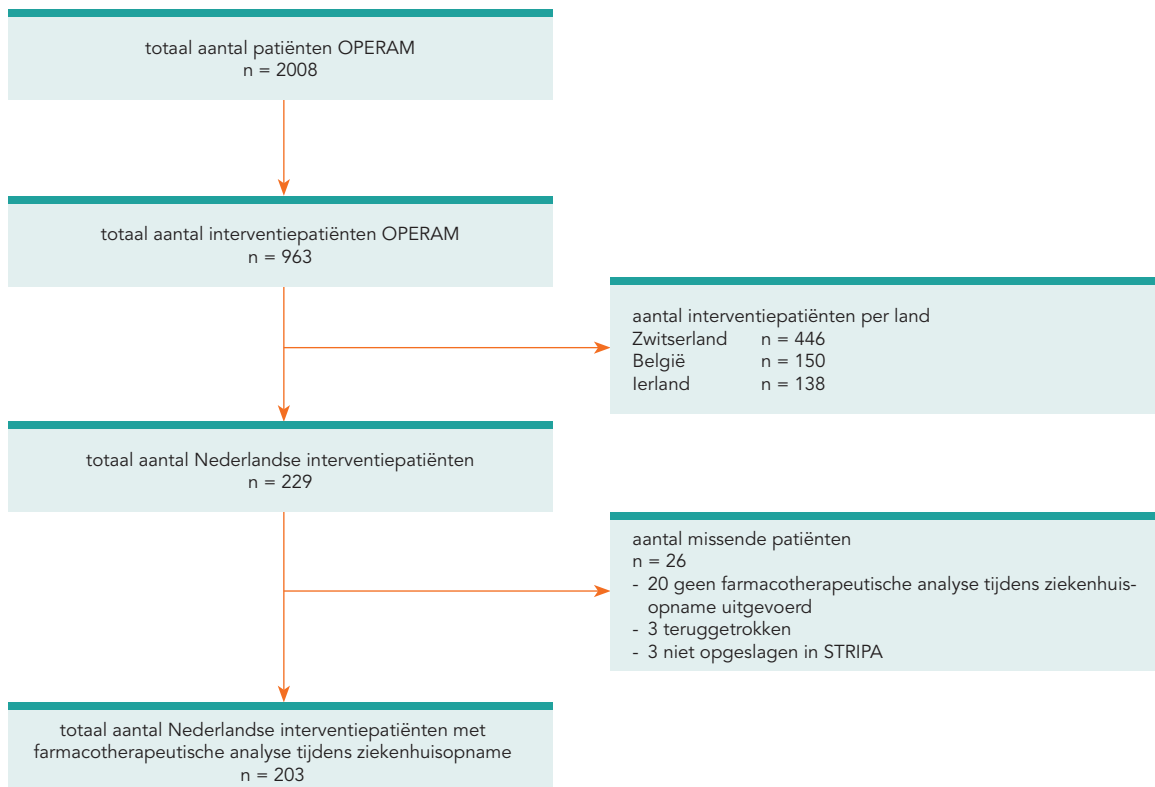 totaal aantal patiënten OPERAM
n = 2008
totaal aantal interventiepatiënten OPERAM
n = 963
aantal interventiepatiënten per land
Zwitserland n = 446
België n = 150
Ierland n = 138
totaal aantal Nederlandse interventiepatiënten
n = 229
aantal missende patiënten
n = 26
- 20 geen farmacotherapeutische analyse tijdens ziekenhuis-
opname uitgevoerd
- 3 teruggetrokken
- 3 niet opgeslagen in STRIPA
totaal aantal Nederlandse interventiepatiënten met
farmacotherapeutische analyse tijdens ziekenhuisopname
n = 203